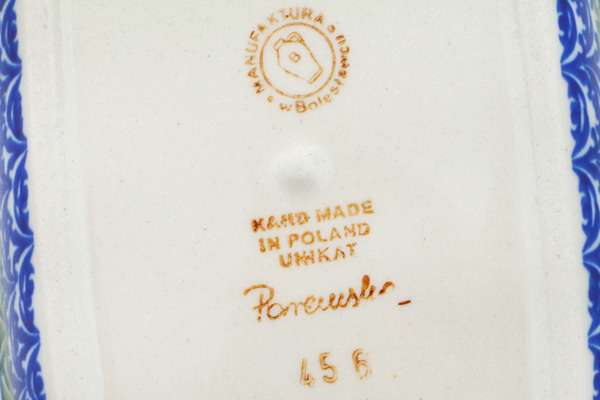 MANUFAKTURA
w Bolesławcu
HAND MADE
IN POLAND
UNIKAT
456